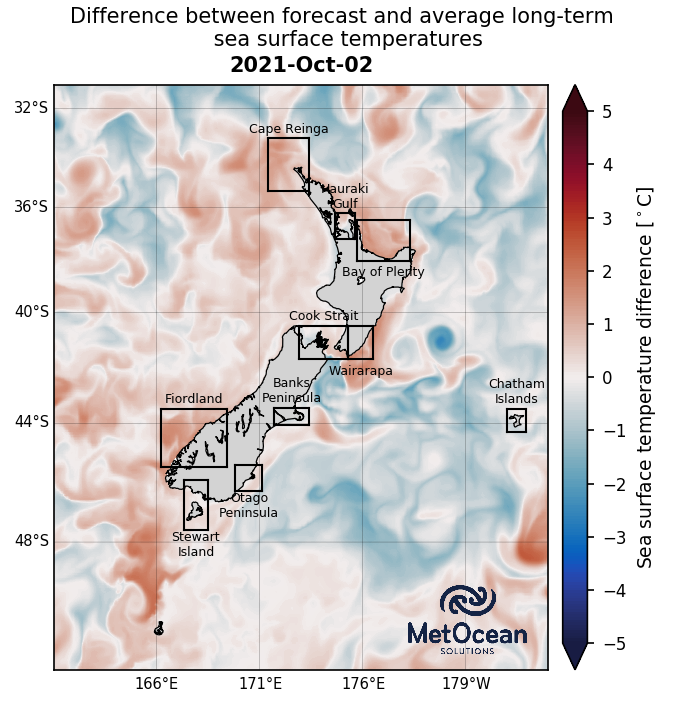 Difference between forecast and average long-term
sea surface temperatures
2021-Oct-02
32°S
36°S
40°S
44°S
48°S
Cape Reinga
Hauraki
Gulf
Bay of Plenty
Cook Strait
Wairarapa
Banks
Peninsula
Fiordland
Chatham
Islands
Otago
Peninsula
Stewart
Island
MetOcean
SOLUTIONS
166°E
171°E
176°E
179°W
5
4
3
2
1
0
−1
−2
−3
−4
−5
Sea surface temperature difference [°C]